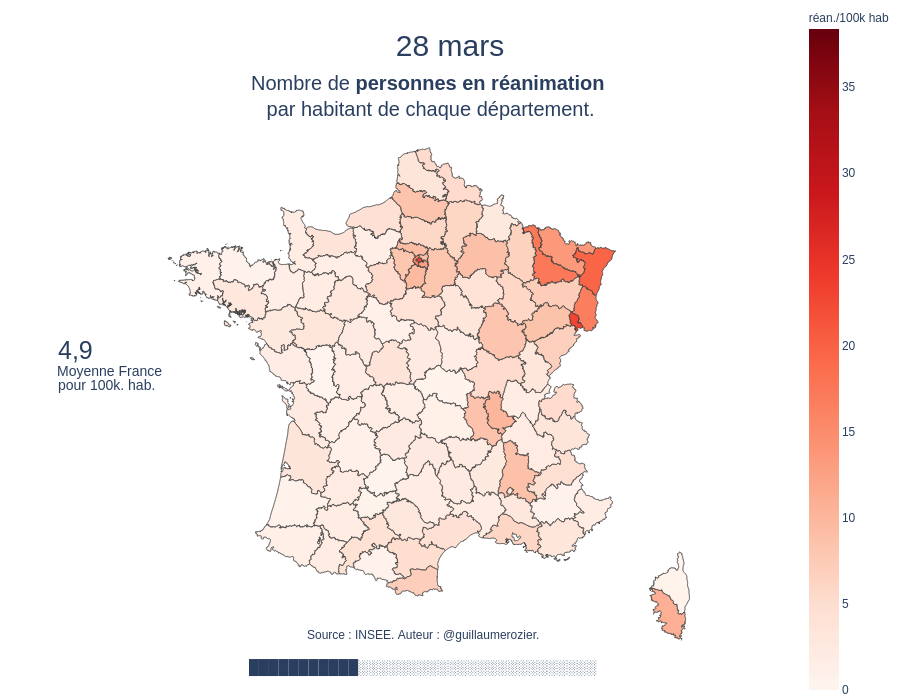 réan./100k hab
28 mars
Nombre de personnes en réanimation
par habitant de chaque département.
35
30
25
20
15
10
5
0
4,9
Moyenne France
pour 100k. hab.
Source : INSEE. Auteur : @guillaumerozier.